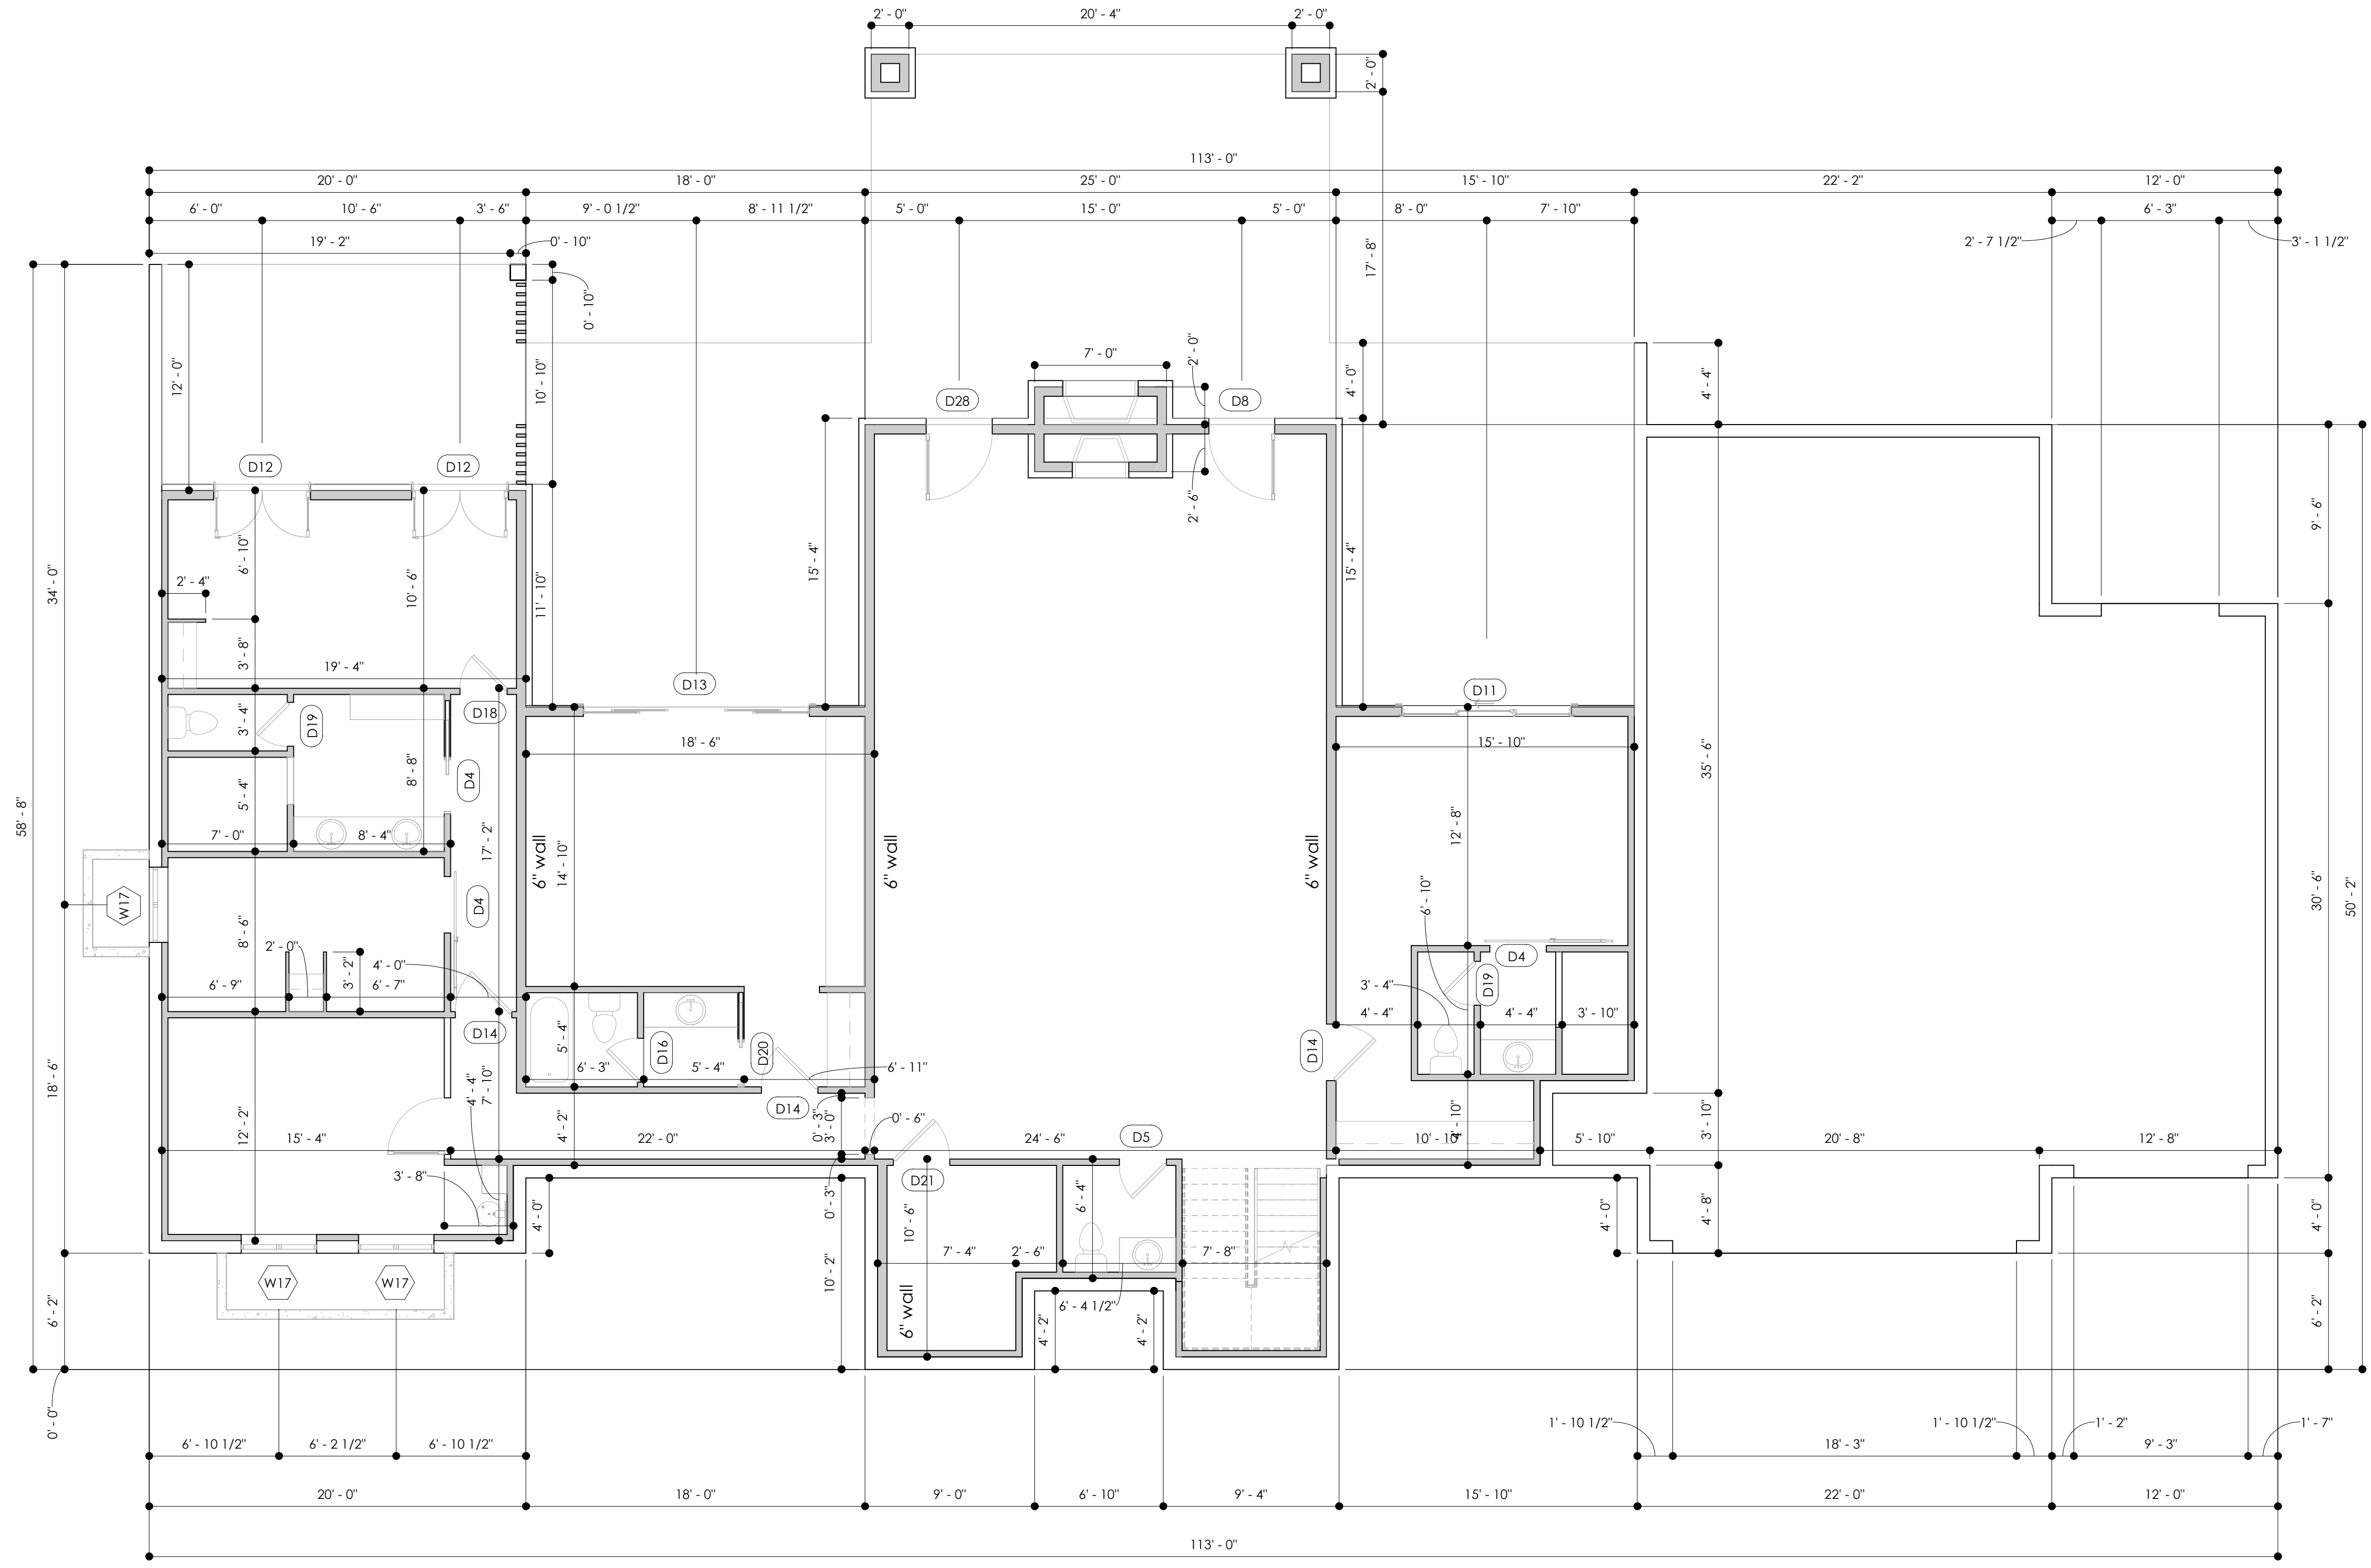 2' - 0" 20' - 4" 2' - 0"
2' - 0"
113' - 0"
20' - 0" 18' - 0" 25' - 0" 15' - 10" 22' - 2" 12' - 0"
6' - 0" 10' - 6" 3' - 6" 9' - 0 1/2" 8' - 11 1/2" 5' - 0" 15' - 0" 5' - 0" 8' - 0" 7' - 10" 6' - 3"
19' - 2" 0' - 10" 17' - 8" 2' - 7 1/2" 3' - 1 1/2"
0' - 10"
12' - 0" 10' - 10" 7' - 0" 2' - 0" 4' - 0" 4' - 4"
D28 D8
D12 D12
2' - 6" 9' - 6"
34' - 0" 2' - 4" 6' - 10" 10' - 6" 11' - 10" 15' - 4" 15' - 4"
3' - 8" 19' - 4"
D13 D11
3' - 4" D19 D18
18' - 6" 15' - 10"
58' - 8" 5' - 4" 8' - 8" D4 35' - 6"
7' - 0" 8' - 4" 17' - 2" 6" wall 14' - 10" 6" wall 6" wall 12' - 8"
W17 D4 6' - 10" 30' - 6" 50' - 2"
8' - 6" 2' - 0" 3' - 2" 4' - 0" D4
6' - 9" 6' - 7" 3' - 4" D19
4' - 4" 4' - 4" 3' - 10"
D14 5' - 4" D16 D20 D14
18' - 6" 4' - 4" 7' - 10" 6' - 3" 5' - 4" 6' - 11"
D14
12' - 2" 4' - 2" 0' - 3" 3' - 0" 0' - 6" D5 4' - 10" 3' - 10"
15' - 4" 22' - 0" 24' - 6" 10' - 10" 5' - 10" 20' - 8" 12' - 8"
3' - 8" D21
4' - 0" 0' - 3" 10' - 6" 6' - 4" 4' - 0" 4' - 8" 4' - 0"
7' - 4" 2' - 6" 7' - 8"
W17 W17 10' - 2"
6' - 2" 6" wall 4' - 2" 6' - 4 1/2" 4' - 2" 6' - 2"
0' - 0" 1' - 10 1/2" 1' - 10 1/2" 1' - 2" 1' - 7"
6' - 10 1/2" 6' - 2 1/2" 6' - 10 1/2" 18' - 3" 9' - 3"
20' - 0" 18' - 0" 9' - 0" 6' - 10" 9' - 4" 15' - 10" 22' - 0" 12' - 0"
113' - 0"